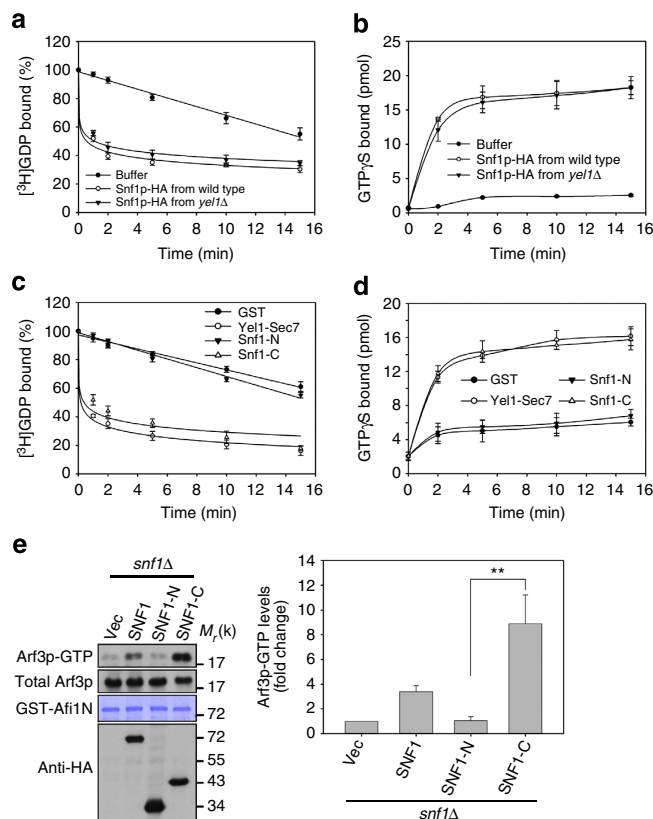 a
120
100
80
60
40
20
0
[³H]GDP bound (%)
Buffer
Snf1p-HA from wild type
Snf1p-HA from yel1Δ
0 2 4 6 8 10 12 14 16
Time (min)
b
25
20
15
10
5
0
GTPγS bound (pmol)
Buffer
Snf1p-HA from wild type
Snf1p-HA from yel1Δ
0 2 4 6 8 10 12 14 16
Time (min)
c
120
100
80
60
40
20
0
[³H]GDP bound (%)
GST
Yel1-Sec7
Snf1-N
Snf1-C
0 2 4 6 8 10 12 14 16
Time (min)
d
20
16
12
8
4
0
GTPγS bound (pmol)
GST
Snf1-N
Yel1-Sec7
Snf1-C
0 2 4 6 8 10 12 14 16
Time (min)
e
snf1Δ
Vec
SNF1
SNF1-N
SNF1-C
Mr(k)
Arf3p-GTP
17
Total Arf3p
17
GST-Afi1N
72
Anti-HA
72
55
43
34
14
12
10
8
6
4
2
0
Arf3p-GTP levels
(fold change)
**
Vec
SNF1
SNF1-N
SNF1-C
snf1Δ